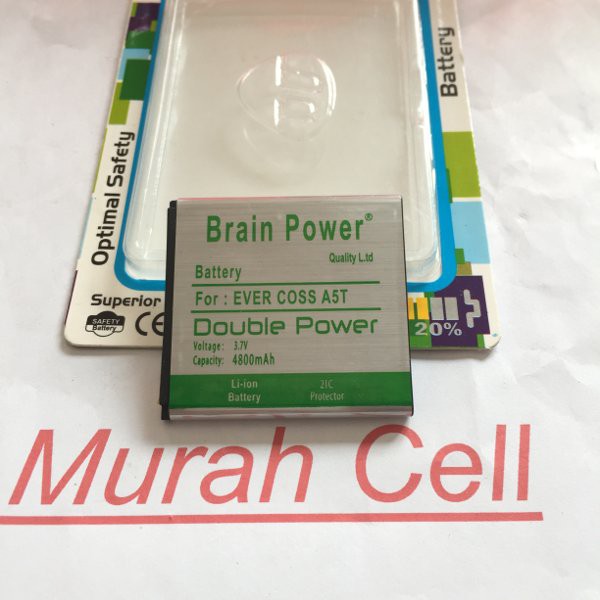 Optimal Safety
Battery
Superior
SAFETY
Battery
CE
20%
Brain Power®
Quality L.td
Battery
For : EVER COSS A5T
Double Power
Voltage: 3.7V
Capacity: 4800mAh
Li-ion
Battery
2IC
Protector
Murah Cell